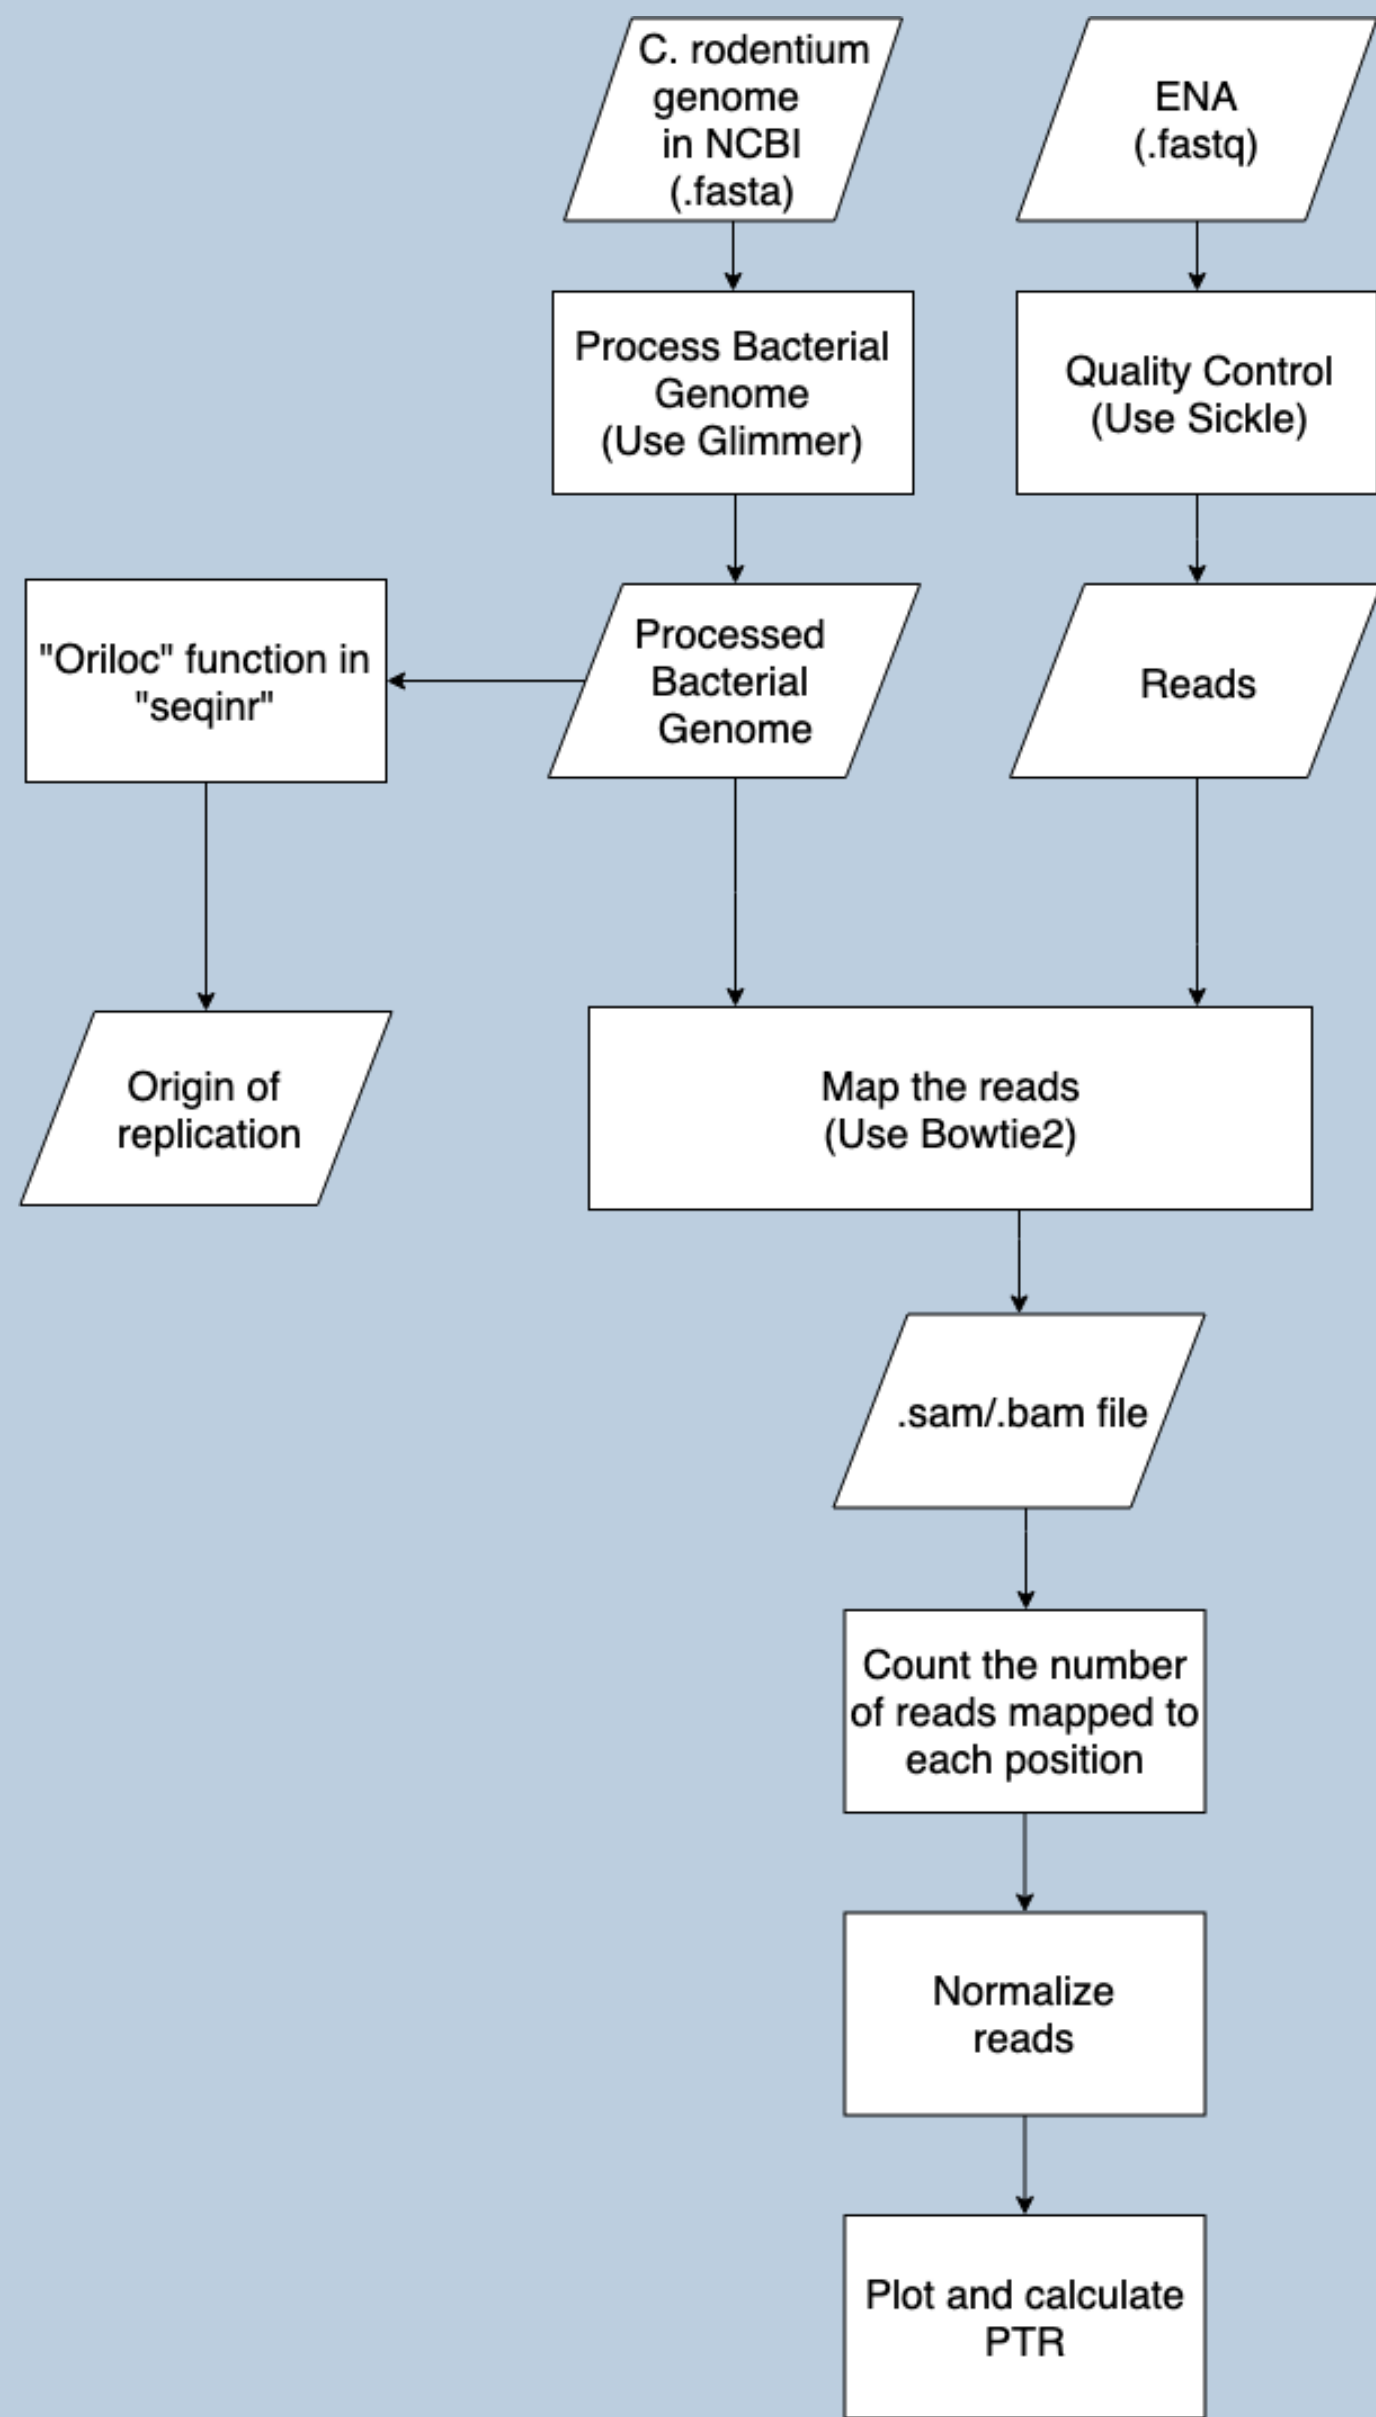 C. rodentium
genome
in NCBI
(.fasta)
ENA
(.fastq)
Process Bacterial
Genome
(Use Glimmer)
Quality Control
(Use Sickle)
"Oriloc" function in
"seqinr"
Processed
Bacterial
Genome
Reads
Origin of
replication
Map the reads
(Use Bowtie2)
.sam/.bam file
Count the number
of reads mapped to
each position
Normalize
reads
Plot and calculate
PTR